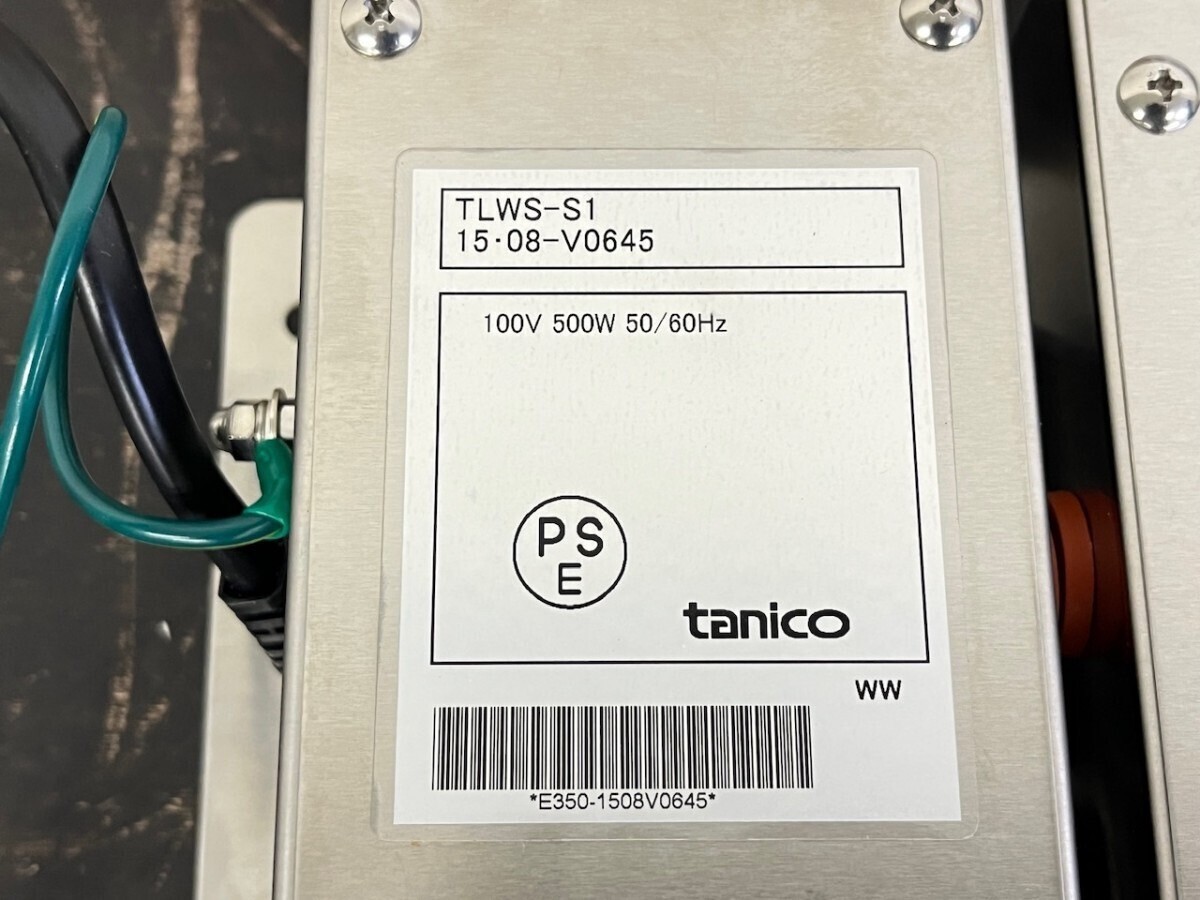 TLWS-S1
15・08-V0645
100V 500W 50/60Hz
PS
E
tanico
WW
*E350-1508V0645*